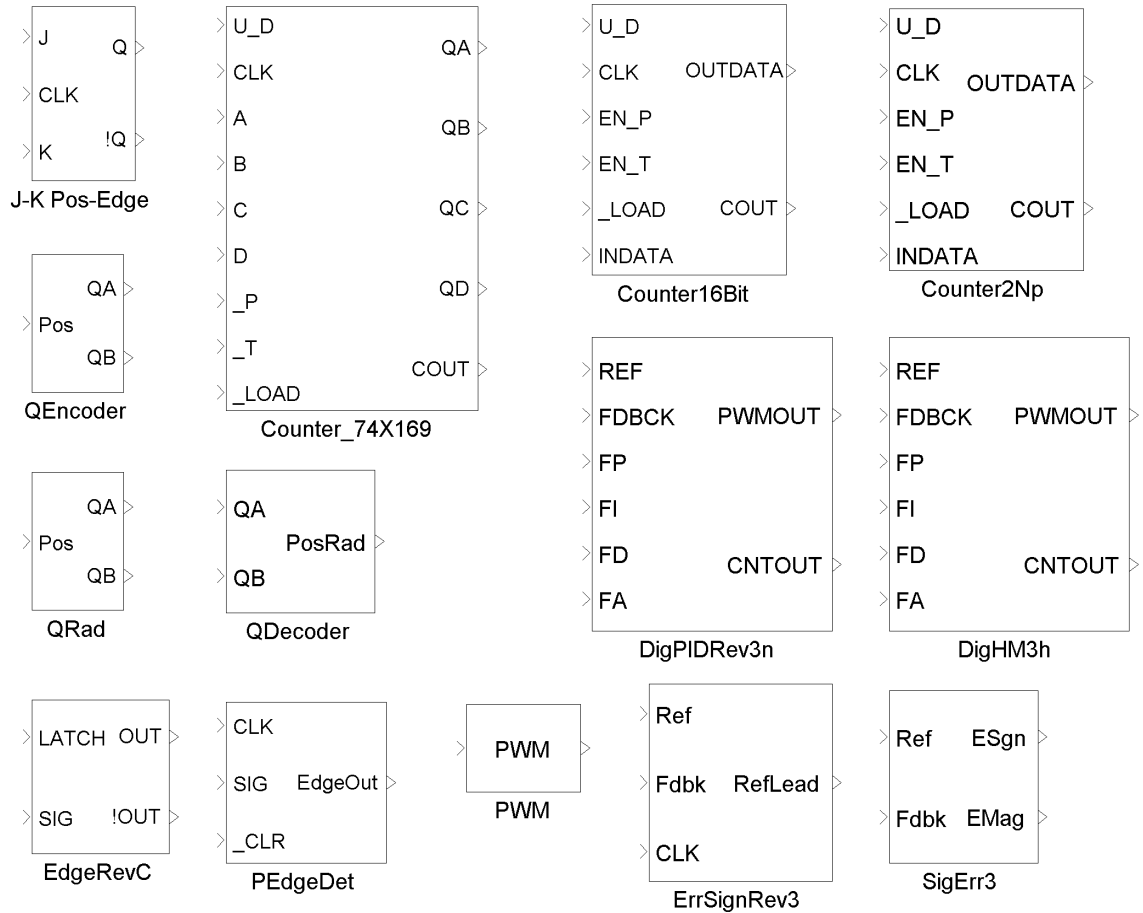 J
CLK
K
Q
!Q
J-K Pos-Edge
U_D
CLK
A
B
C
D
_P
_T
_LOAD
QA
QB
QC
QD
COUT
Counter_74X169
U_D
CLK
EN_P
EN_T
_LOAD
INDATA
OUTDATA
COUT
Counter16Bit
U_D
CLK
EN_P
EN_T
_LOAD
INDATA
OUTDATA
COUT
Counter2Np
Pos
QA
QB
QEncoder
Pos
QA
QB
QRad
QA
QB
PosRad
QDecoder
REF
FDBCK
FP
FI
FD
FA
PWMOUT
CNTOUT
DigPIDRev3n
REF
FDBCK
FP
FI
FD
FA
PWMOUT
CNTOUT
DigHM3h
LATCH
SIG
OUT
!OUT
EdgeRevC
CLK
SIG
_CLR
EdgeOut
PEdgeDet
PWM
PWM
Ref
Fdbk
CLK
RefLead
ErrSignRev3
Ref
Fdbk
ESgn
EMag
SigErr3